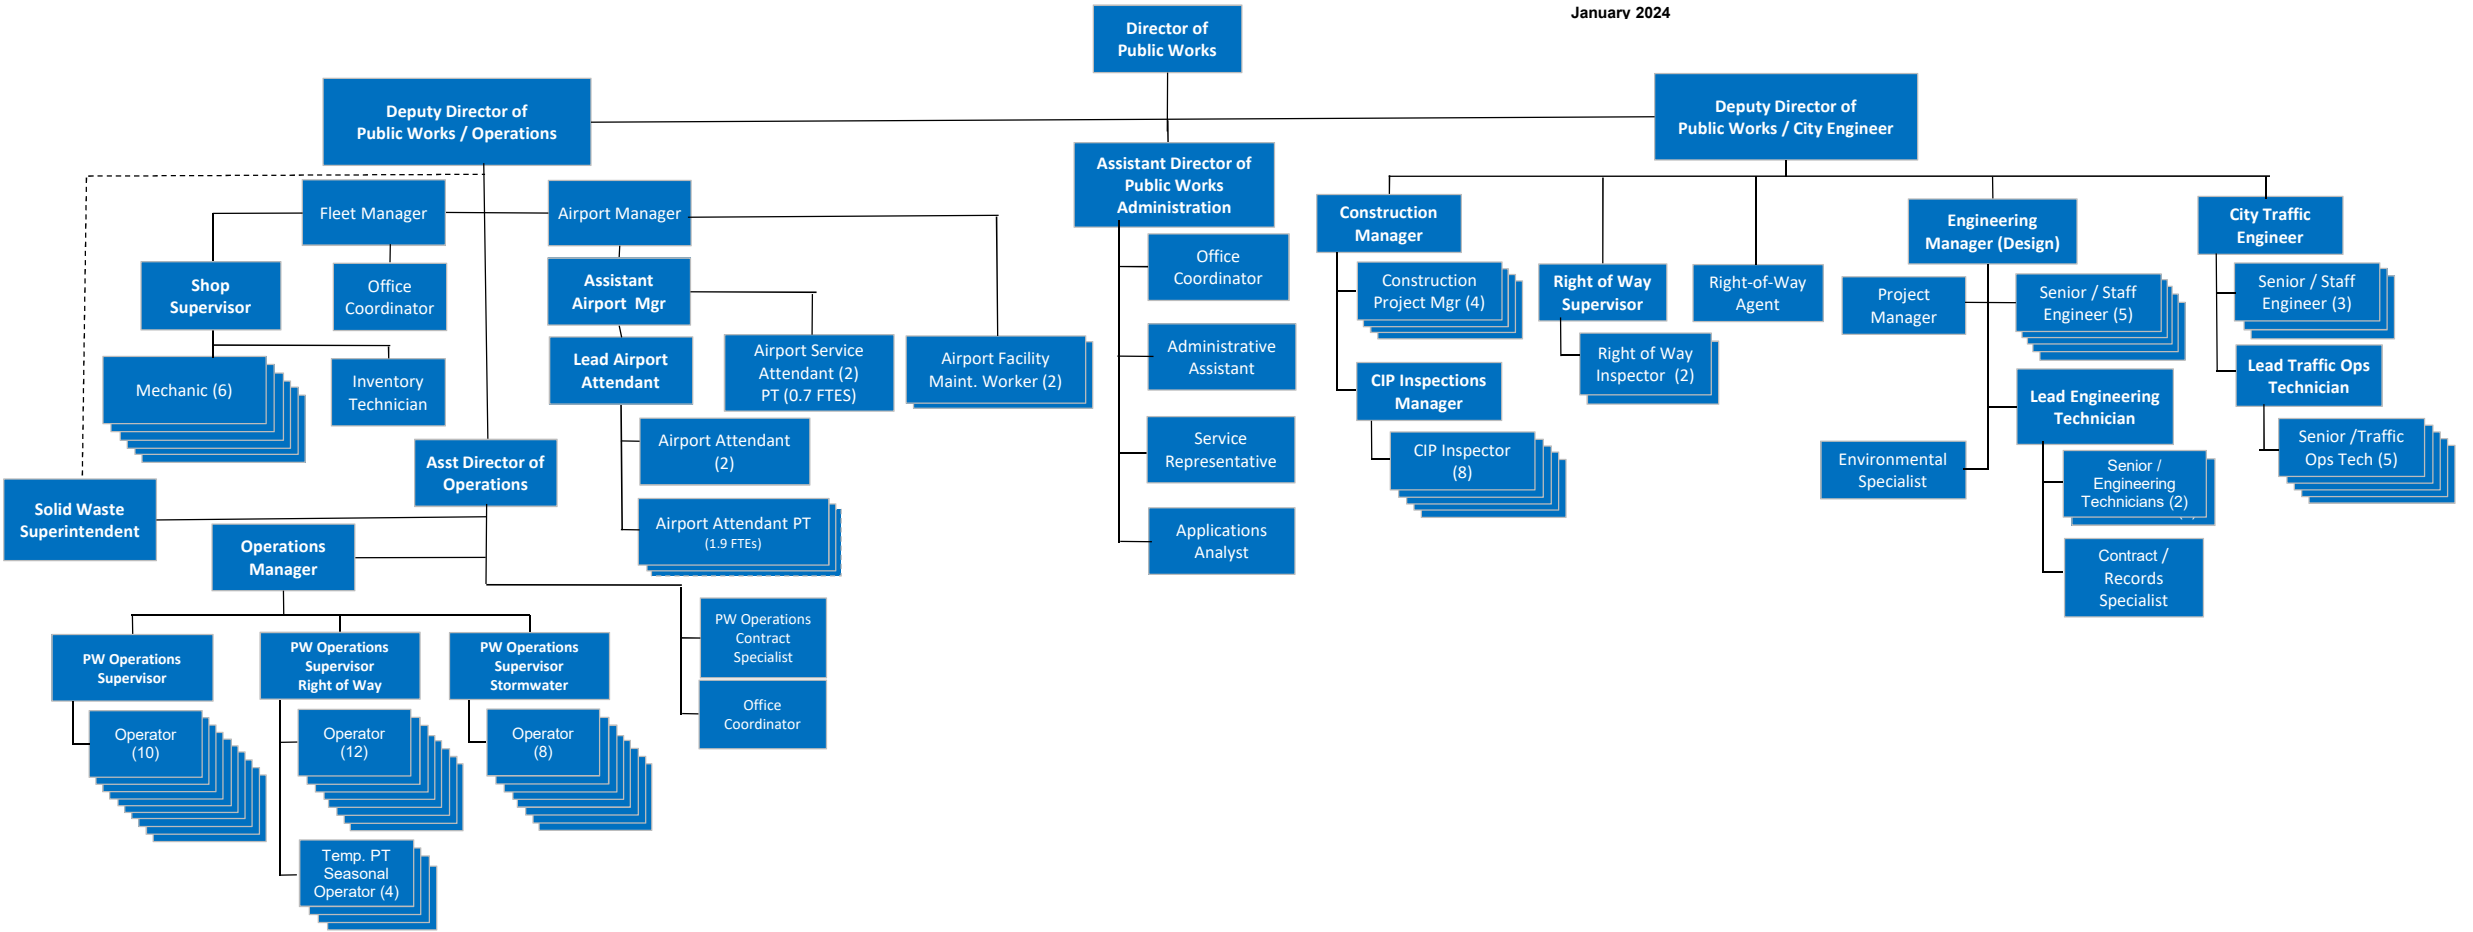 January 2024
Director of
Public Works
Deputy Director of
Public Works / Operations
Deputy Director of
Public Works / City Engineer
Assistant Director of
Public Works
Administration
Fleet Manager
Airport Manager
Shop
Supervisor
Office
Coordinator
Assistant
Airport  Mgr
Mechanic (6)
Inventory
Technician
Lead Airport
Attendant
Airport Service
Attendant (2)
PT (0.7 FTES)
Airport Facility
Maint. Worker (2)
Airport Attendant
(2)
Airport Attendant PT
(1.9 FTEs)
Asst Director of
Operations
Solid Waste
Superintendent
Operations
Manager
PW Operations
Contract
Specialist
Office
Coordinator
PW Operations
Supervisor
PW Operations
Supervisor
Right of Way
PW Operations
Supervisor
Stormwater
Operator
(10)
Operator
(12)
Operator
(8)
Temp. PT
Seasonal
Operator (4)
Office
Coordinator
Administrative
Assistant
Service
Representative
Applications
Analyst
Construction
Manager
Construction
Project Mgr (4)
CIP Inspections
Manager
CIP Inspector
(8)
Right of Way
Supervisor
Right of Way
Inspector  (2)
Right-of-Way
Agent
Engineering
Manager (Design)
Project
Manager
Senior / Staff
Engineer (5)
Lead Engineering
Technician
Environmental
Specialist
Senior /
Engineering
Technicians (2)
Contract /
Records
Specialist
City Traffic
Engineer
Senior / Staff
Engineer (3)
Lead Traffic Ops
Technician
Senior /Traffic
Ops Tech (5)